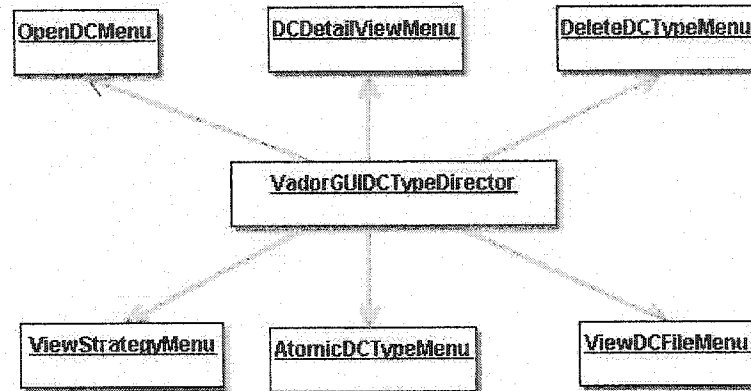 OpenDCMenu
DCDetailViewMenu
DeleteDCTypeMenu
VadorGUIDCTypeDirector
ViewStrategyMenu
AtomicDCTypeMenu
ViewDCFileMenu